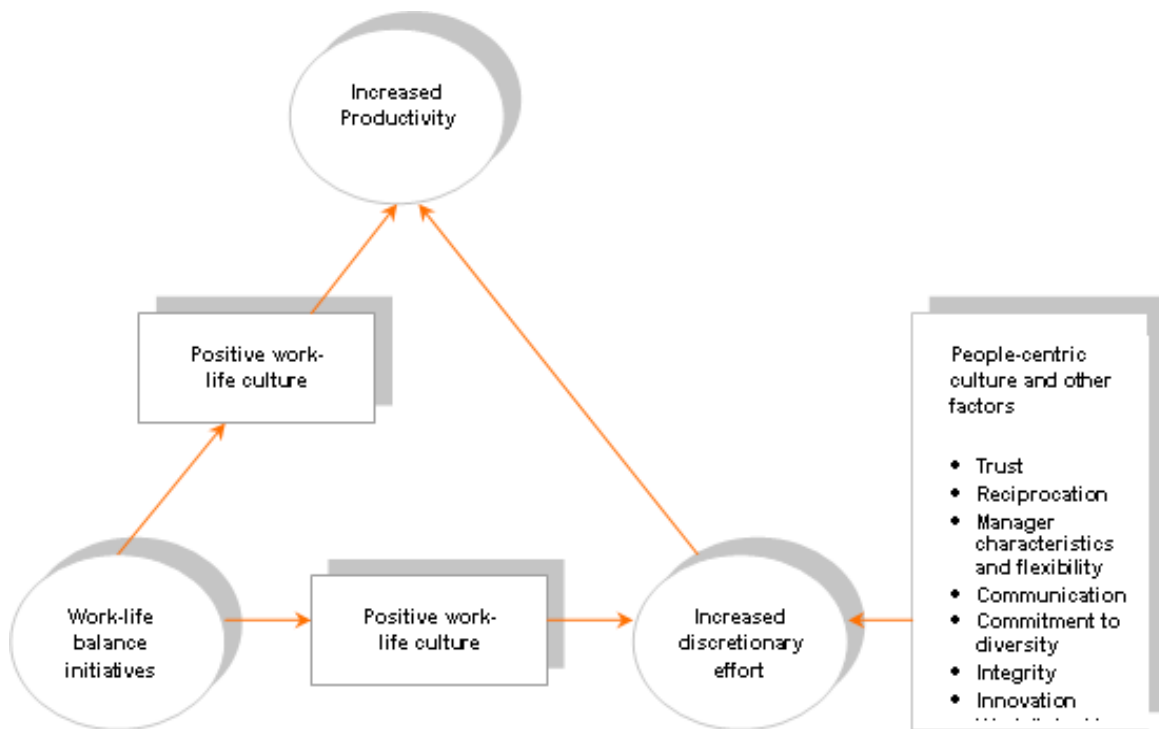 Increased
Productivity
Positive work-
life culture
People-centric
culture and other
factors
• Trust
• Reciprocation
• Manager
characteristics
and flexibility
• Communication
• Commitment to
diversity
• Integrity
• Innovation
Work-life
balance
initiatives
Positive work-
life culture
Increased
discretionary
effort